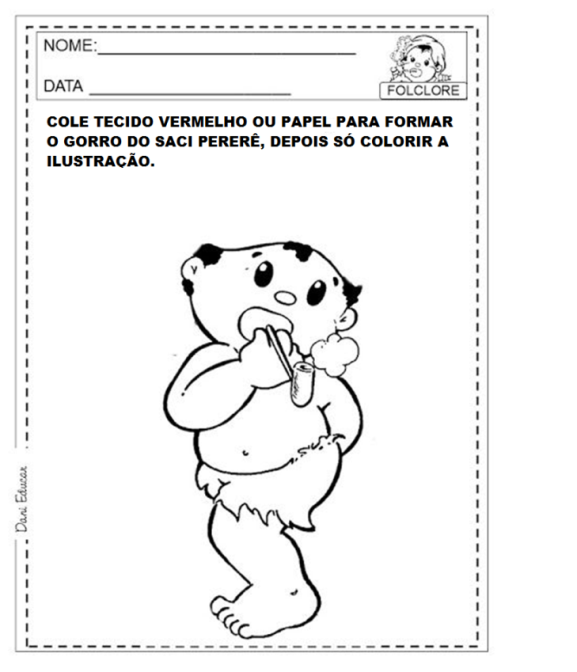 NOME:
FOLCLORE
DATA
COLE TECIDO VERMELHO OU PAPEL PARA FORMAR
O GORRO DO SACI PERERÊ, DEPOIS SÓ COLORIR A
ILUSTRAÇÃO.
Dani Educar